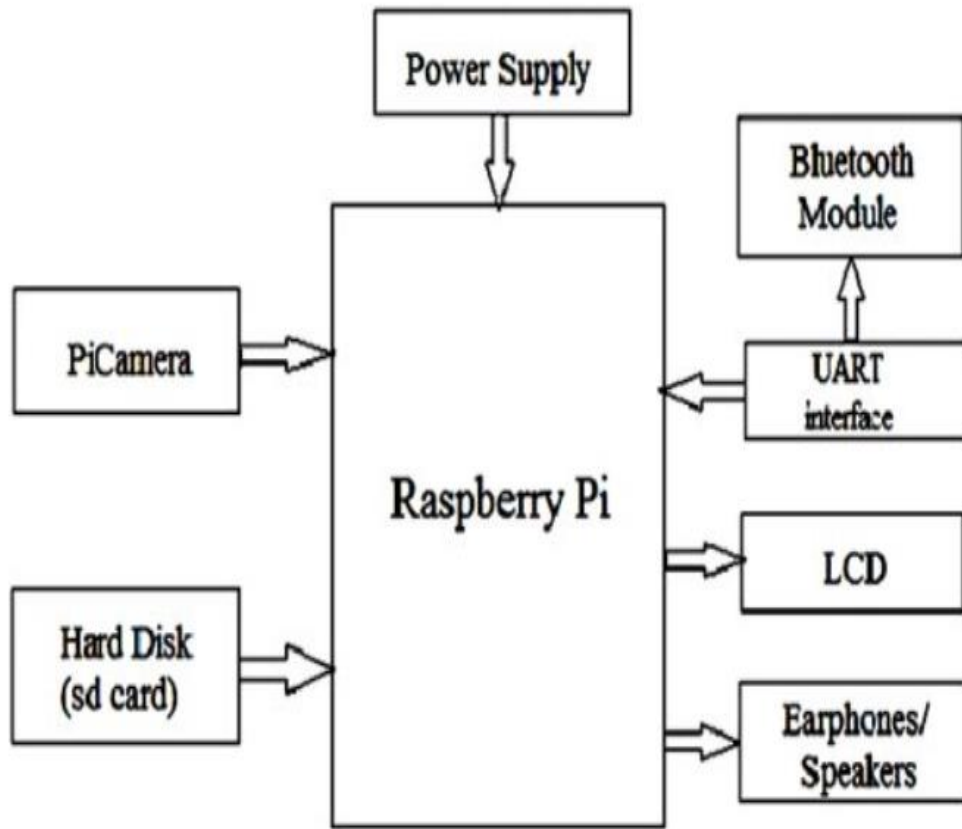 Power Supply
Bluetooth
Module
PiCamera
UART
interface
Raspberry Pi
LCD
Hard Disk
(sd card)
Earphones/
Speakers